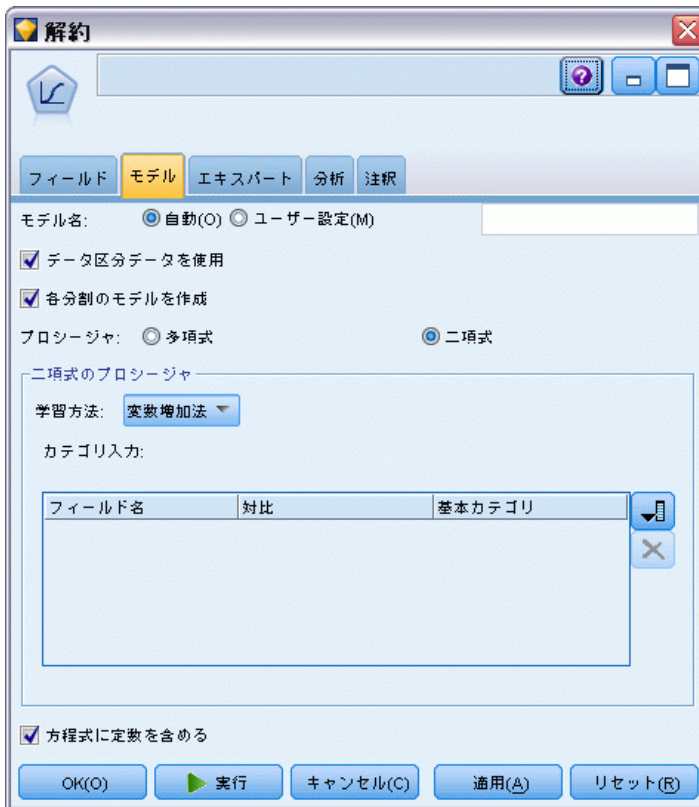 解約
フィールド モデル エキスパート 分析 注釈
モデル名: 自動(O) ユーザー設定(M)
データ区分データを使用
各分割のモデルを作成
プロシージャ: 多項式 二項式
二項式のプロシージャ
学習方法: 変数増加法
カテゴリ入力:
フィールド名 対比 基本カテゴリ
方程式に定数を含める
OK(O) 実行 キャンセル(C) 適用(A) リセット(R)